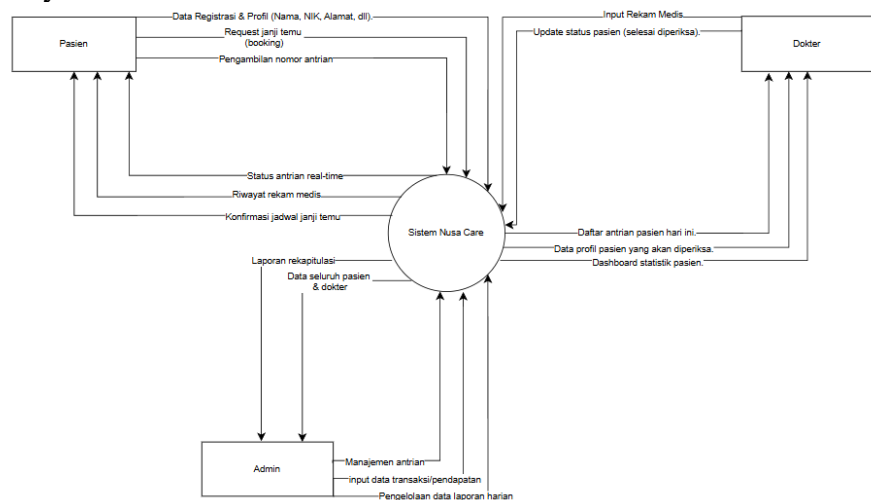 Data Registrasi & Profil (Nama, NIK, Alamat, dll).
Request janji temu
(booking)
Pasien
Pengambilan nomor antrian
Input Rekam Medis
Update status pasien (selesai diperiksa).
Dokter
Status antrian real-time
Riwayat rekam medis
Konfirmasi jadwal janji temu
Sistem Nusa Care
Daftar antrian pasien hari ini.
Data profil pasien yang akan diperiksa.
Dashboard statistik pasien.
Laporan rekapitulasi
Data seluruh pasien
& dokter
Admin
Manajemen antrian
input data transaksi/pendapatan
Pengelolaan data laporan harian